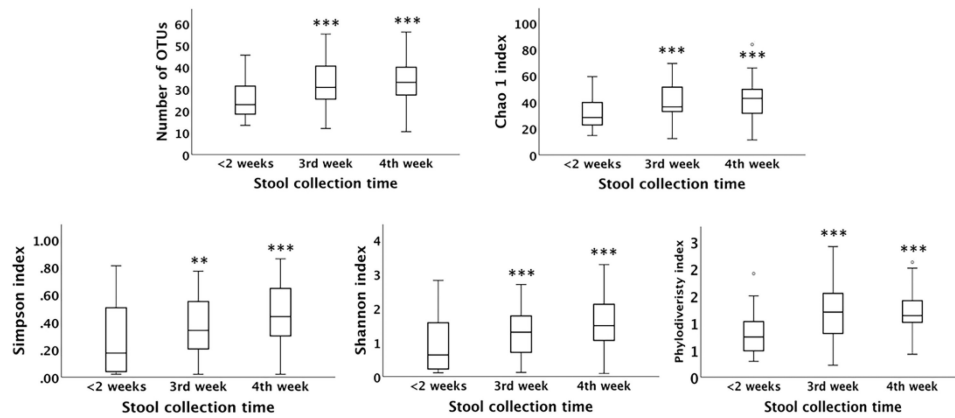 Number of OTUs
60
50
40
30
20
10
0
*** ***
<2 weeks 3rd week 4th week
Stool collection time
Chao 1 index
100
80
60
40
20
0
*** ***
<2 weeks 3rd week 4th week
Stool collection time
Simpson index
1.00
.80
.60
.40
.20
.00
** ***
<2 weeks 3rd week 4th week
Stool collection time
Shannon index
4
3
2
1
0
*** ***
<2 weeks 3rd week 4th week
Stool collection time
Phylodiveristy index
3
2
2
1
1
*** ***
<2 weeks 3rd week 4th week
Stool collection time